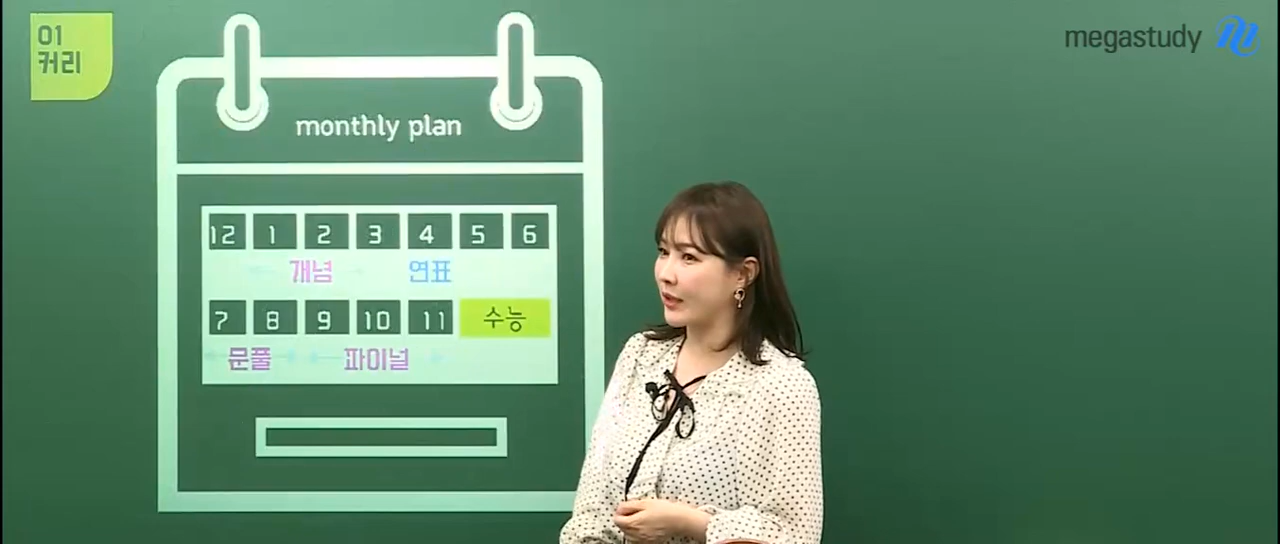 01
커리
megastudy
monthly plan
12 1 2 3 4 5 6
개념 연표
7 8 9 10 11 수능
문풀 파이널